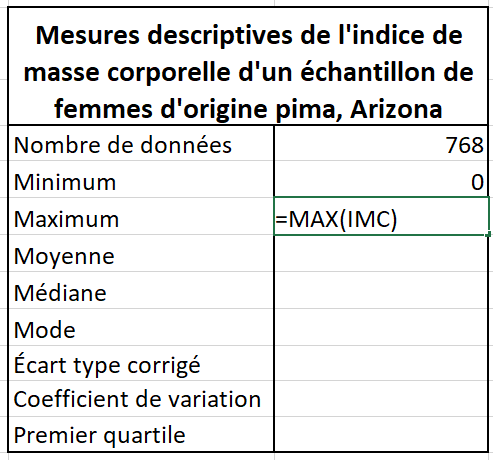 Mesures descriptives de l'indice de
masse corporelle d'un échantillon de
femmes d'origine pima, Arizona
Nombre de données 768
Minimum 0
Maximum =MAX(IMC)
Moyenne
Médiane
Mode
Écart type corrigé
Coefficient de variation
Premier quartile